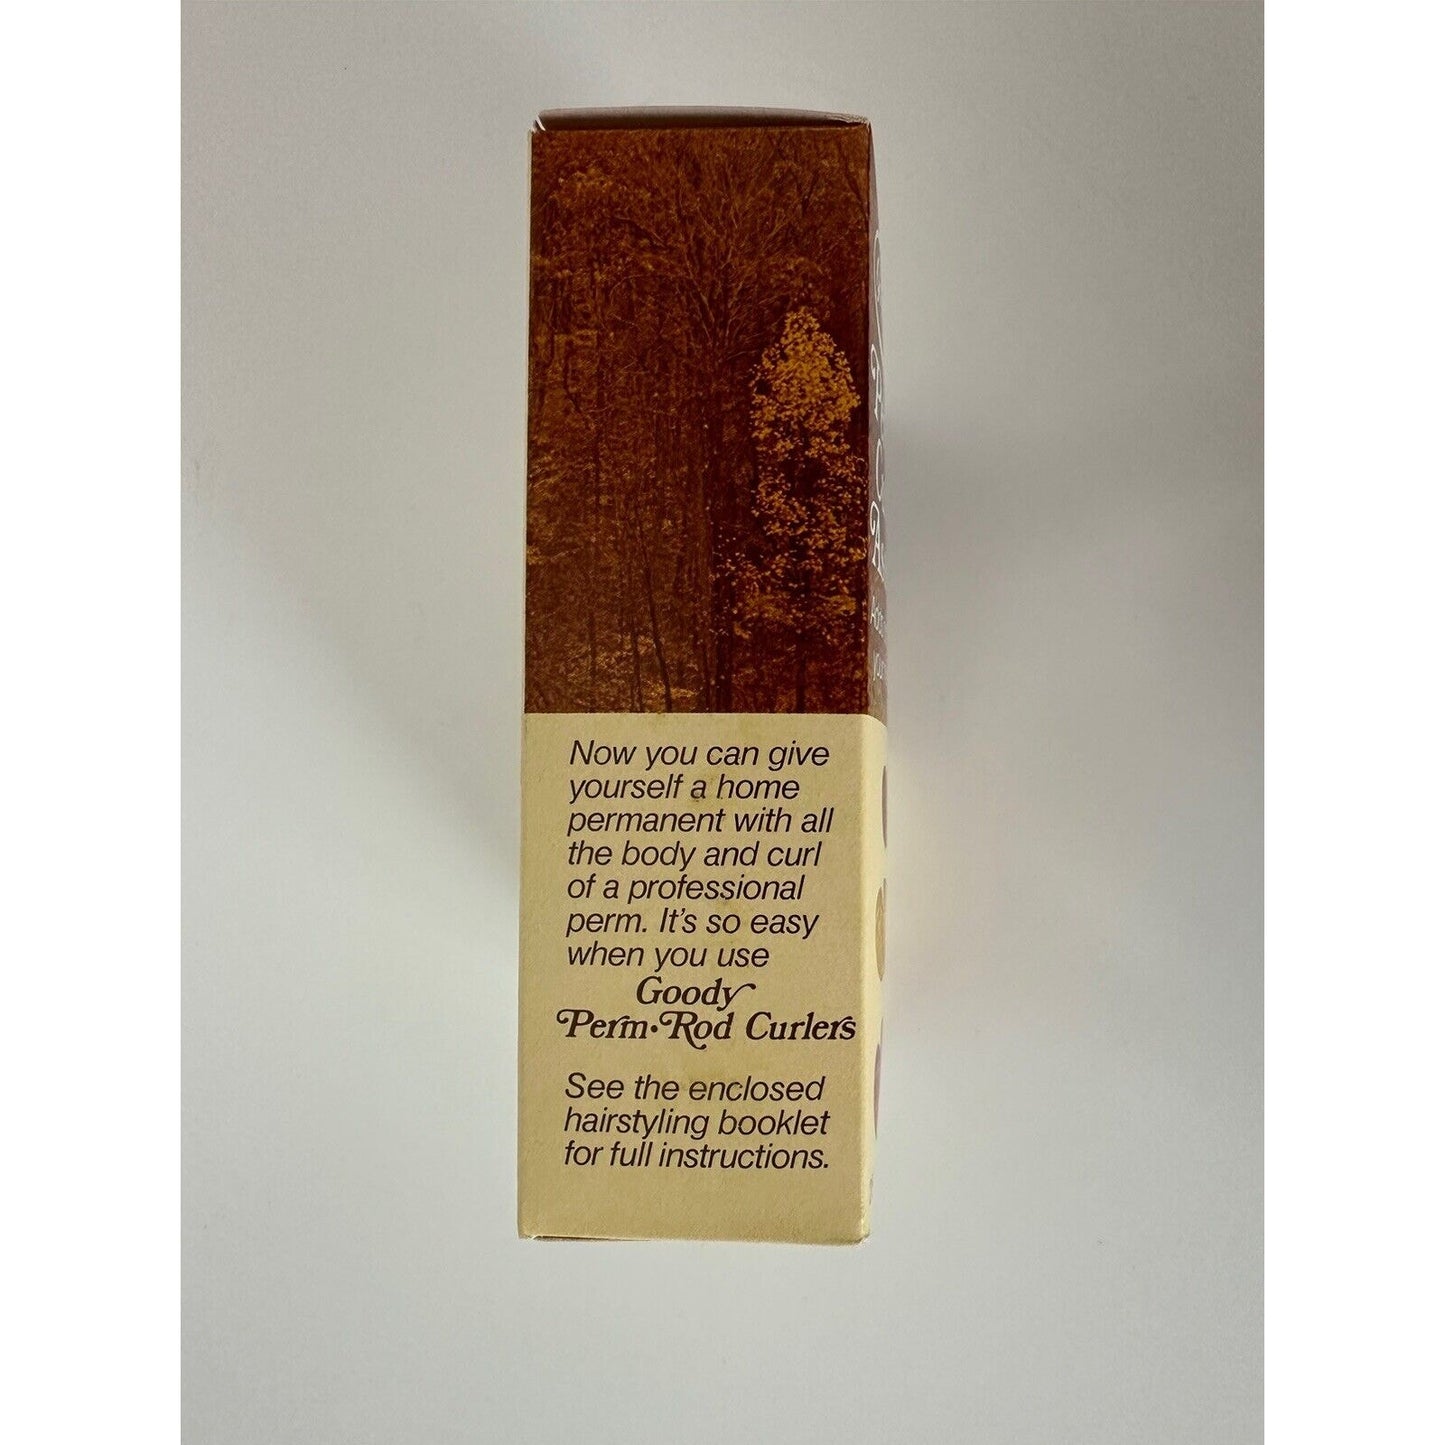 Now you can give
yourself a home
permanent with all
the body and curl
of a professional
perm. It's so easy
when you use
Goody
Perm•Rod Curlers
See the enclosed
hairstyling booklet
for full instructions.